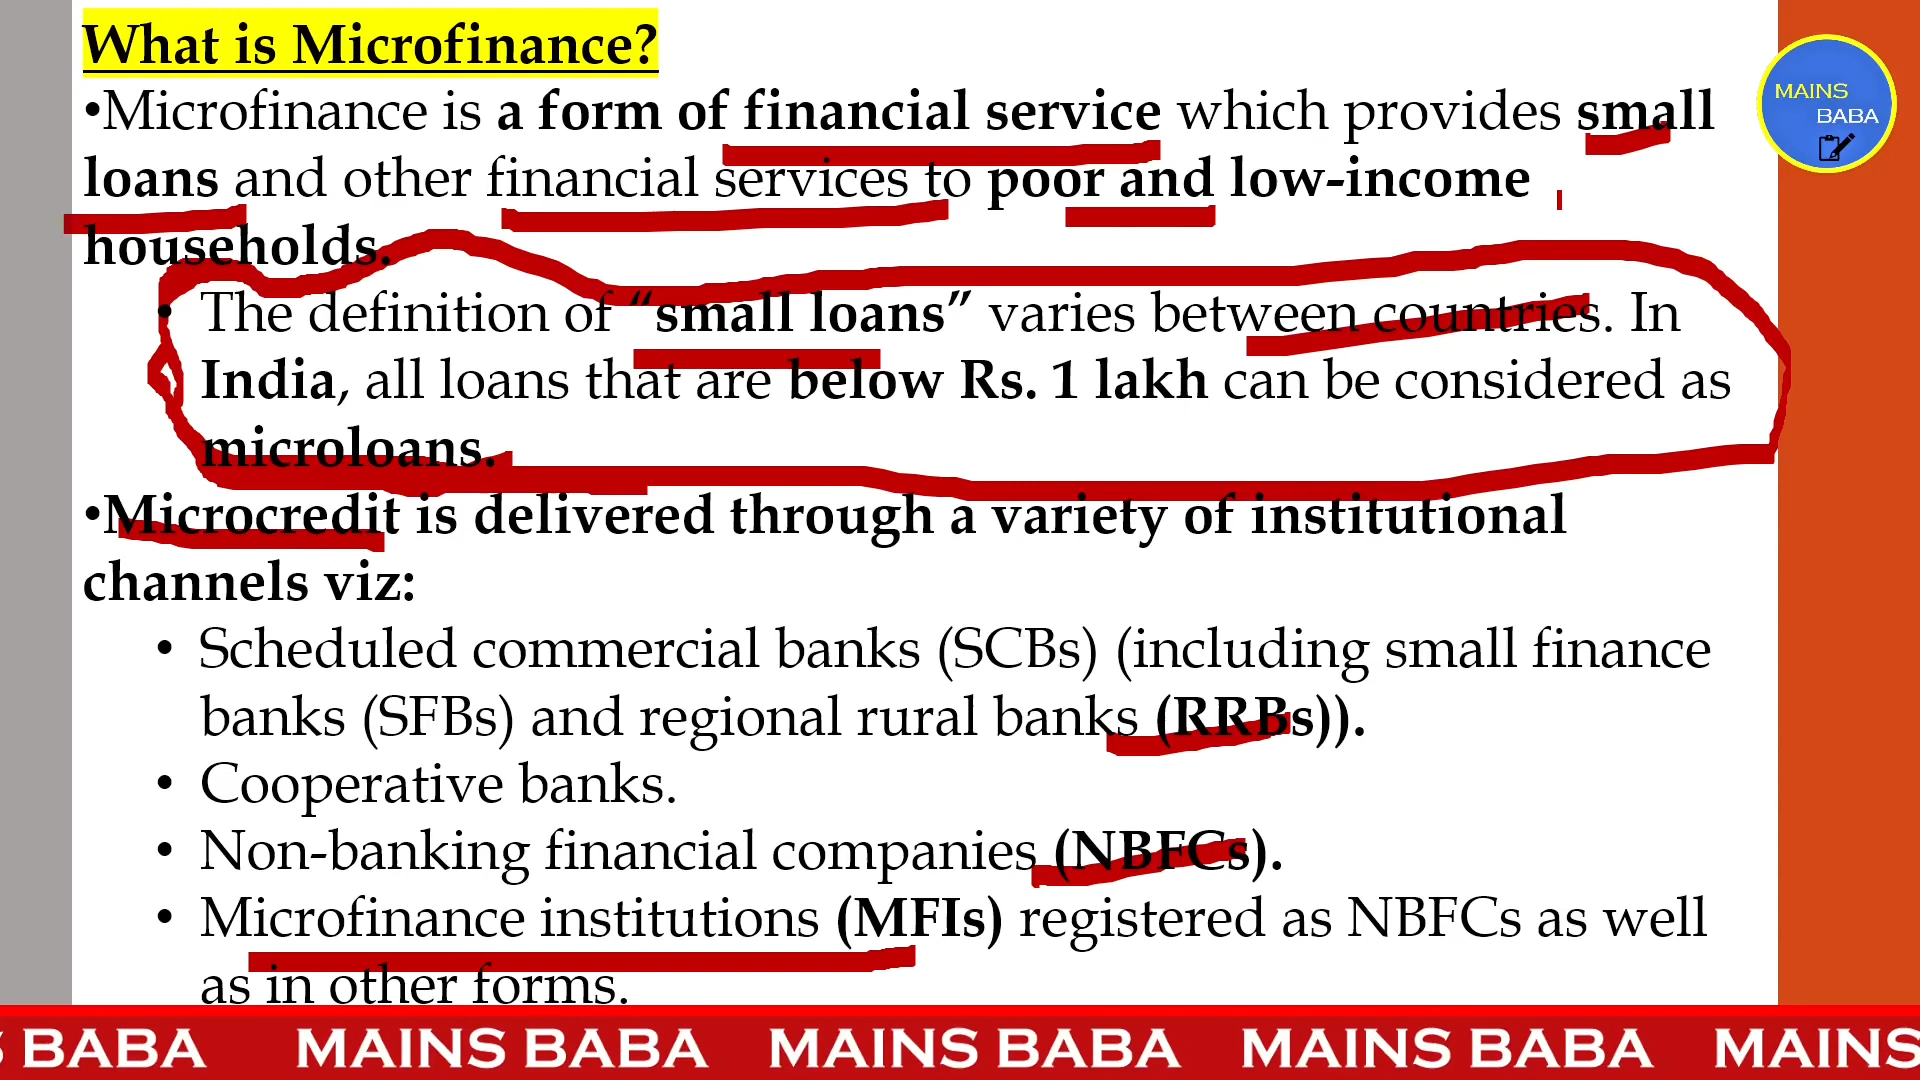 What is Microfinance?
•Microfinance is a form of financial service which provides small
loans and other financial services to poor and low-income
households.
• The definition of “small loans” varies between countries. In
India, all loans that are below Rs. 1 lakh can be considered as
microloans.
•Microcredit is delivered through a variety of institutional
channels viz:
• Scheduled commercial banks (SCBs) (including small finance
banks (SFBs) and regional rural banks (RRBs)).
• Cooperative banks.
• Non-banking financial companies (NBFCs).
• Microfinance institutions (MFIs) registered as NBFCs as well
as in other forms.
MAINS
BABA
S BABA MAINS BABA MAINS BABA MAINS BABA MAINS